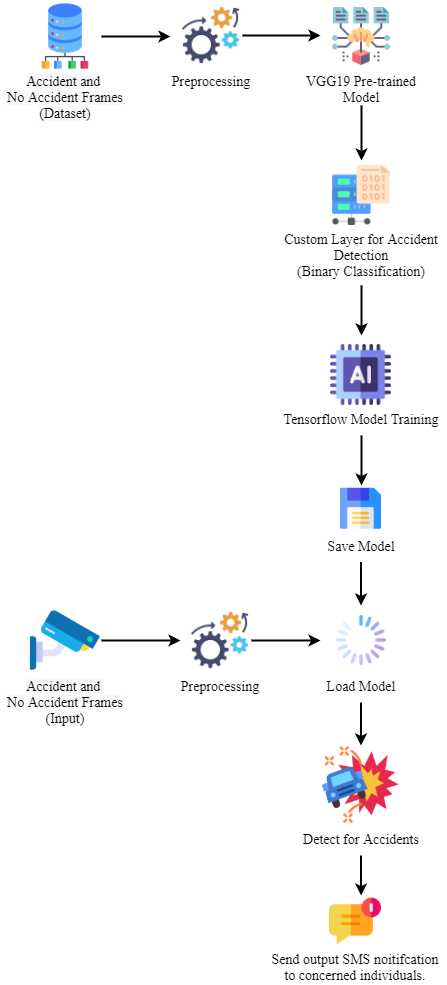 Accident and
No Accident Frames
(Dataset)
Preprocessing
VGG19 Pre-trained
Model
0101
101
0101
Custom Layer for Accident
Detection
(Binary Classification)
AI
Tensorflow Model Training
Save Model
Accident and
No Accident Frames
(Input)
Preprocessing
Load Model
Detect for Accidents
Send output SMS noitifcation
to concerned individuals.